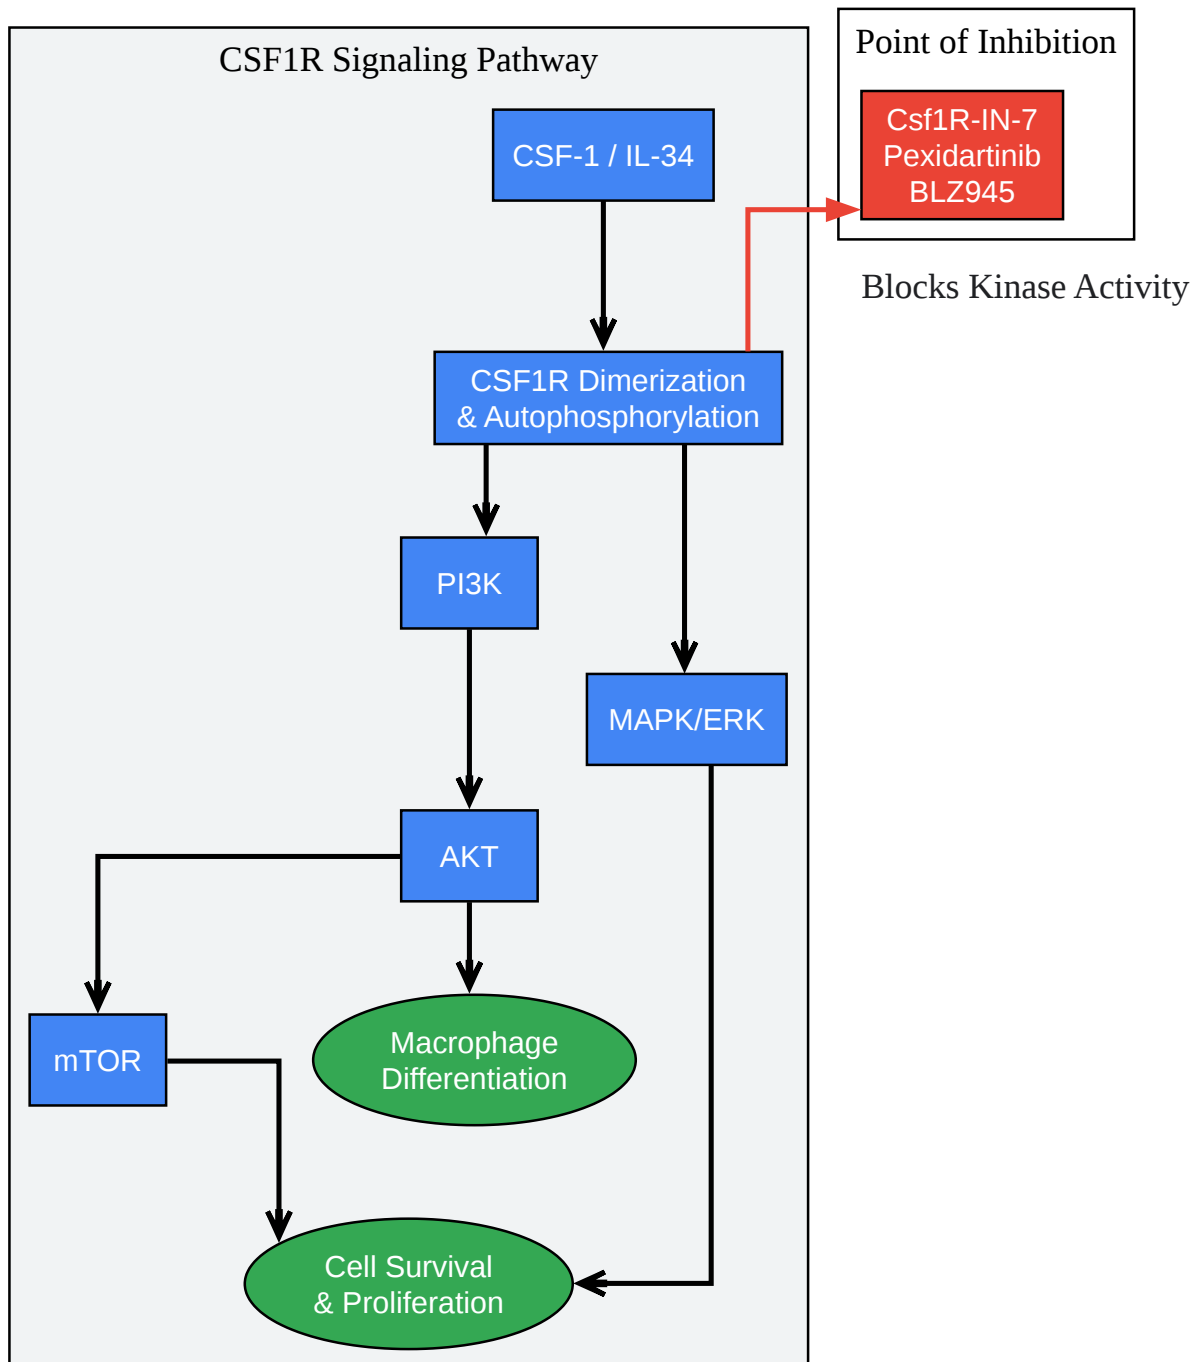 CSF1R Signaling Pathway
Point of Inhibition
CSF-1 / IL-34
Csf1R-IN-7
Pexidartinib
BLZ945
Blocks Kinase Activity
CSF1R Dimerization
& Autophosphorylation
PI3K
MAPK/ERK
AKT
mTOR
Macrophage
Differentiation
Cell Survival
& Proliferation